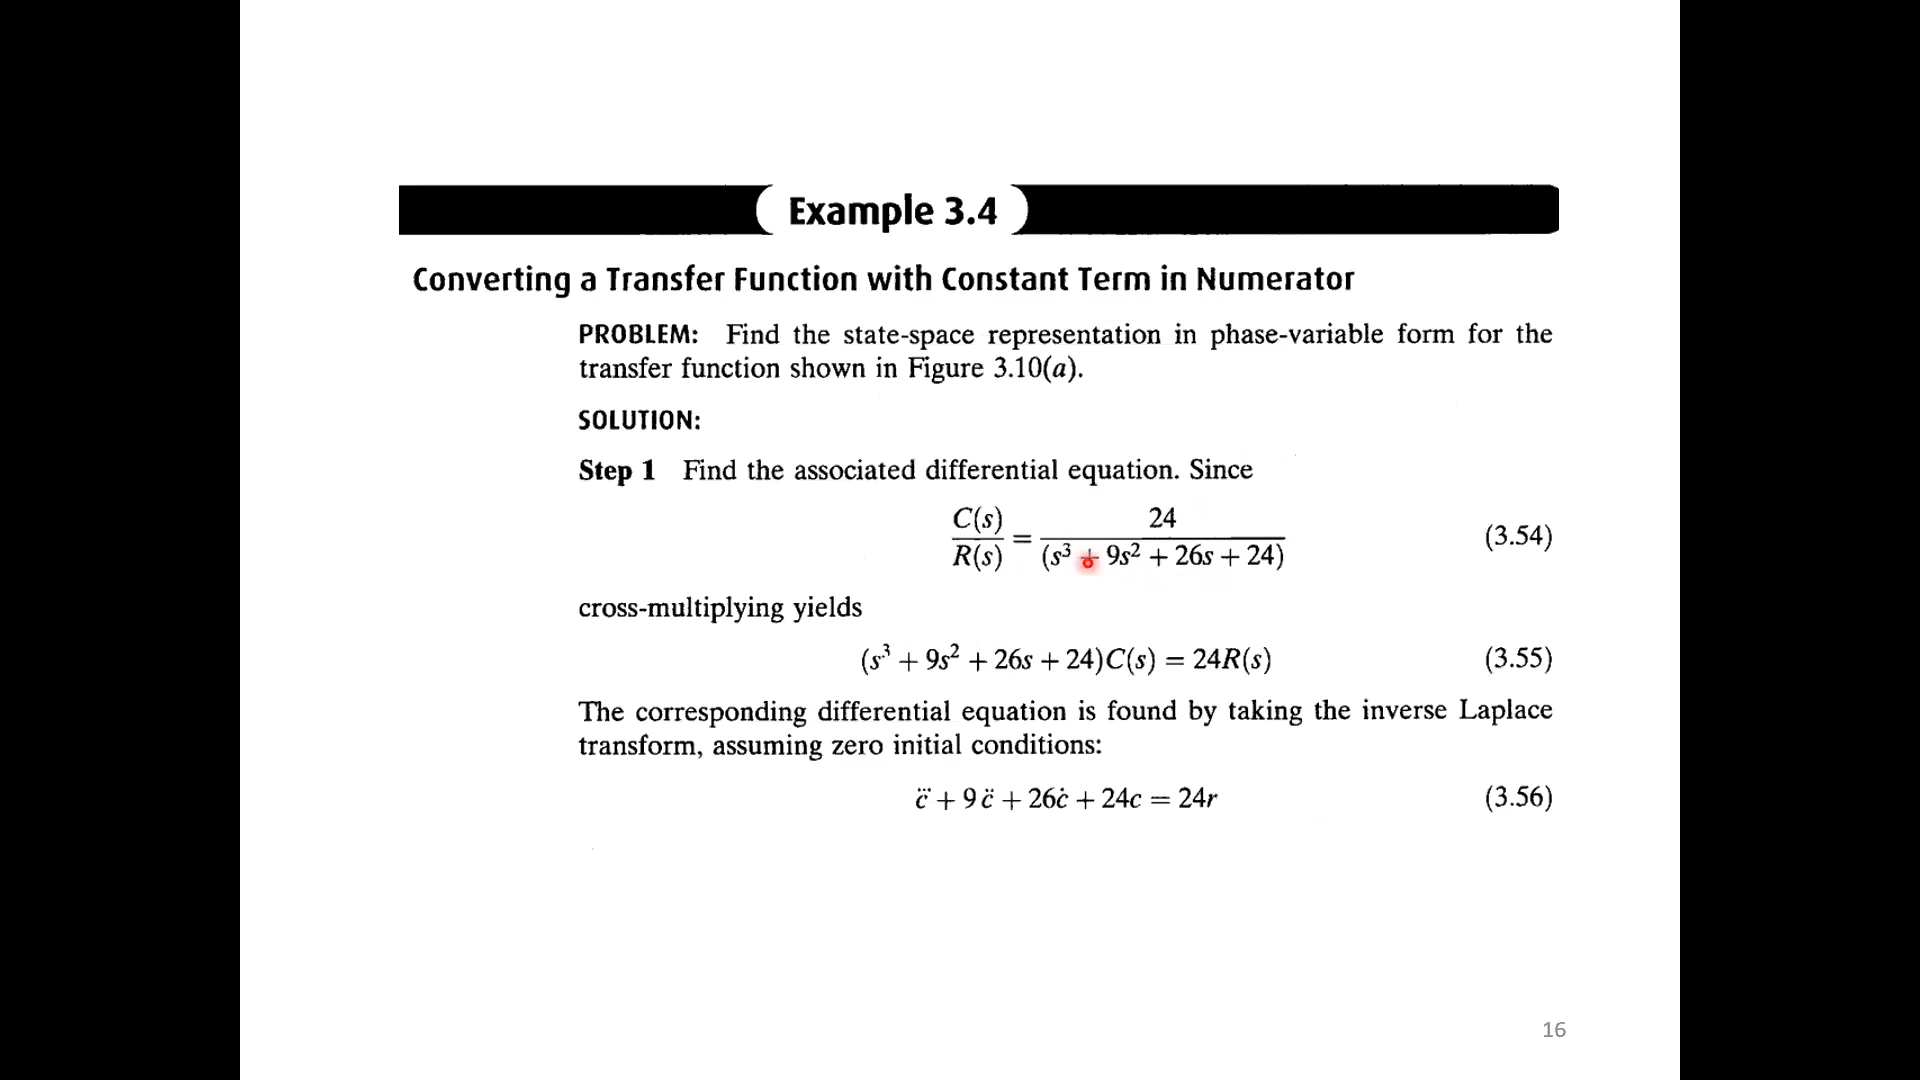 Example 3.4
Converting a Transfer Function with Constant Term in Numerator
PROBLEM: Find the state-space representation in phase-variable form for the
transfer function shown in Figure 3.10(a).
SOLUTION:
Step 1 Find the associated differential equation. Since
C(s)/R(s) = 24/(s³ + 9s² + 26s + 24) (3.54)
cross-multiplying yields
(s³ + 9s² + 26s + 24)C(s) = 24R(s) (3.55)
The corresponding differential equation is found by taking the inverse Laplace
transform, assuming zero initial conditions:
c⃛ + 9c̈ + 26ċ + 24c = 24r (3.56)
16